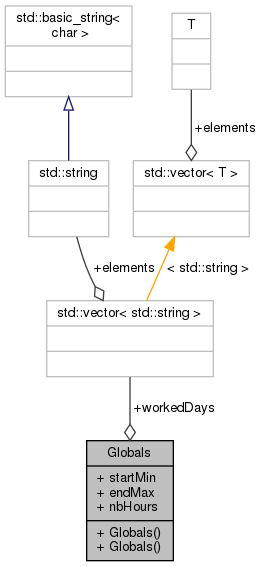 std::basic_string<
char >
T
+elements
std::string
std::vector< T >
+elements
< std::string >
std::vector< std::string >
+workedDays
Globals
+ startMin
+ endMax
+ nbHours
+ Globals()
+ Globals()